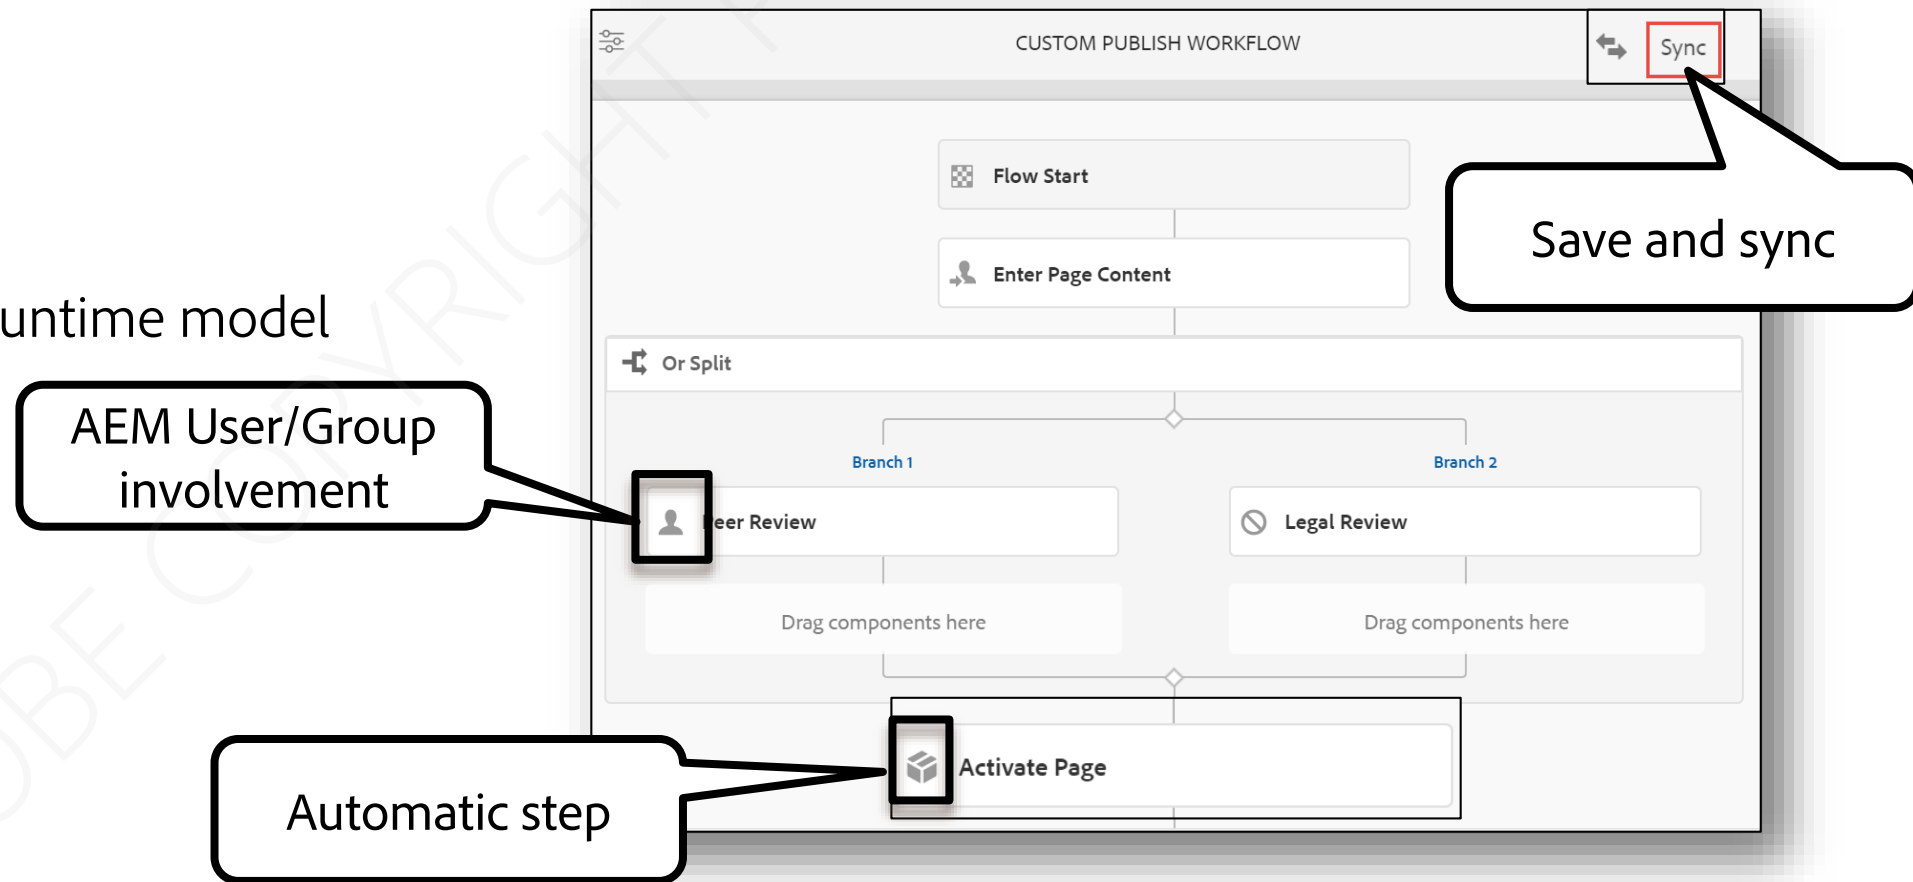 CUSTOM PUBLISH WORKFLOW
Sync
Flow Start
Save and sync
Enter Page Content
untime model
Or Split
AEM User/Group
involvement
Branch 1
Branch 2
eer Review
Legal Review
Drag components here
Drag components here
Activate Page
Automatic step
OBE COPYRIGHT